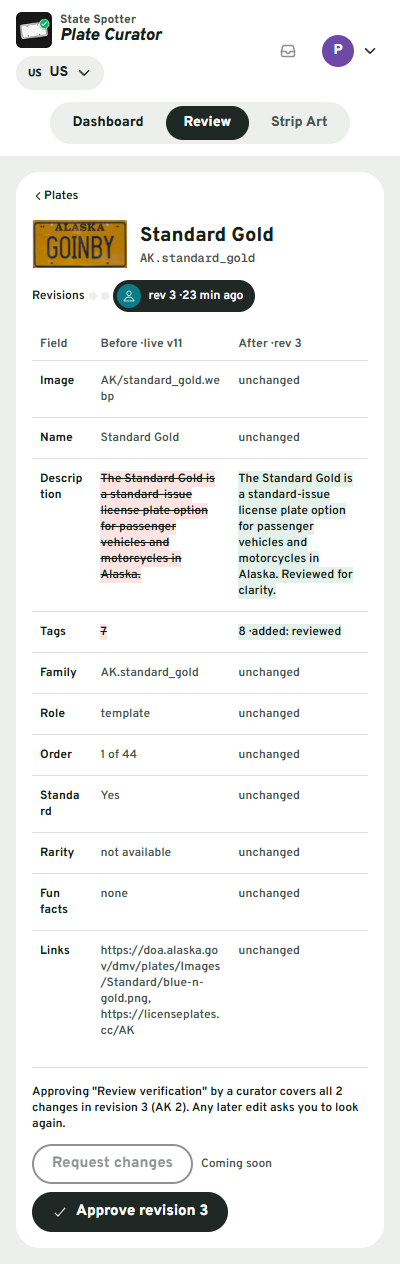 State Spotter
Plate Curator
P
US US
Dashboard
Review
Strip Art
Plates
ALASKA
GOINBY
Standard Gold
AK.standard_gold
Revisions
rev 3 ·23 min ago
Field Before ·live v11 After ·rev 3
Image AK/standard_gold.we unchanged
bp
Name Standard Gold unchanged
Descrip
tion
The Standard Gold is
a standard-issue
license plate option
for passenger
vehicles and
motorcycles in
Alaska.
The Standard Gold is
a standard-issue
license plate option
for passenger
vehicles and
motorcycles in
Alaska. Reviewed for
clarity.
Tags 7 8 ·added: reviewed
Family AK.standard_gold unchanged
Role template unchanged
Order 1 of 44 unchanged
Standa
rd
Yes unchanged
Rarity not available unchanged
Fun
facts
none unchanged
Links
https://doa.alaska.go
v/dmv/plates/Images
/Standard/blue-n-
gold.png,
https://licenseplates.
cc/AK
unchanged
Approving "Review verification" by a curator covers all 2
changes in revision 3 (AK 2). Any later edit asks you to look
again.
Request changes
Coming soon
Approve revision 3